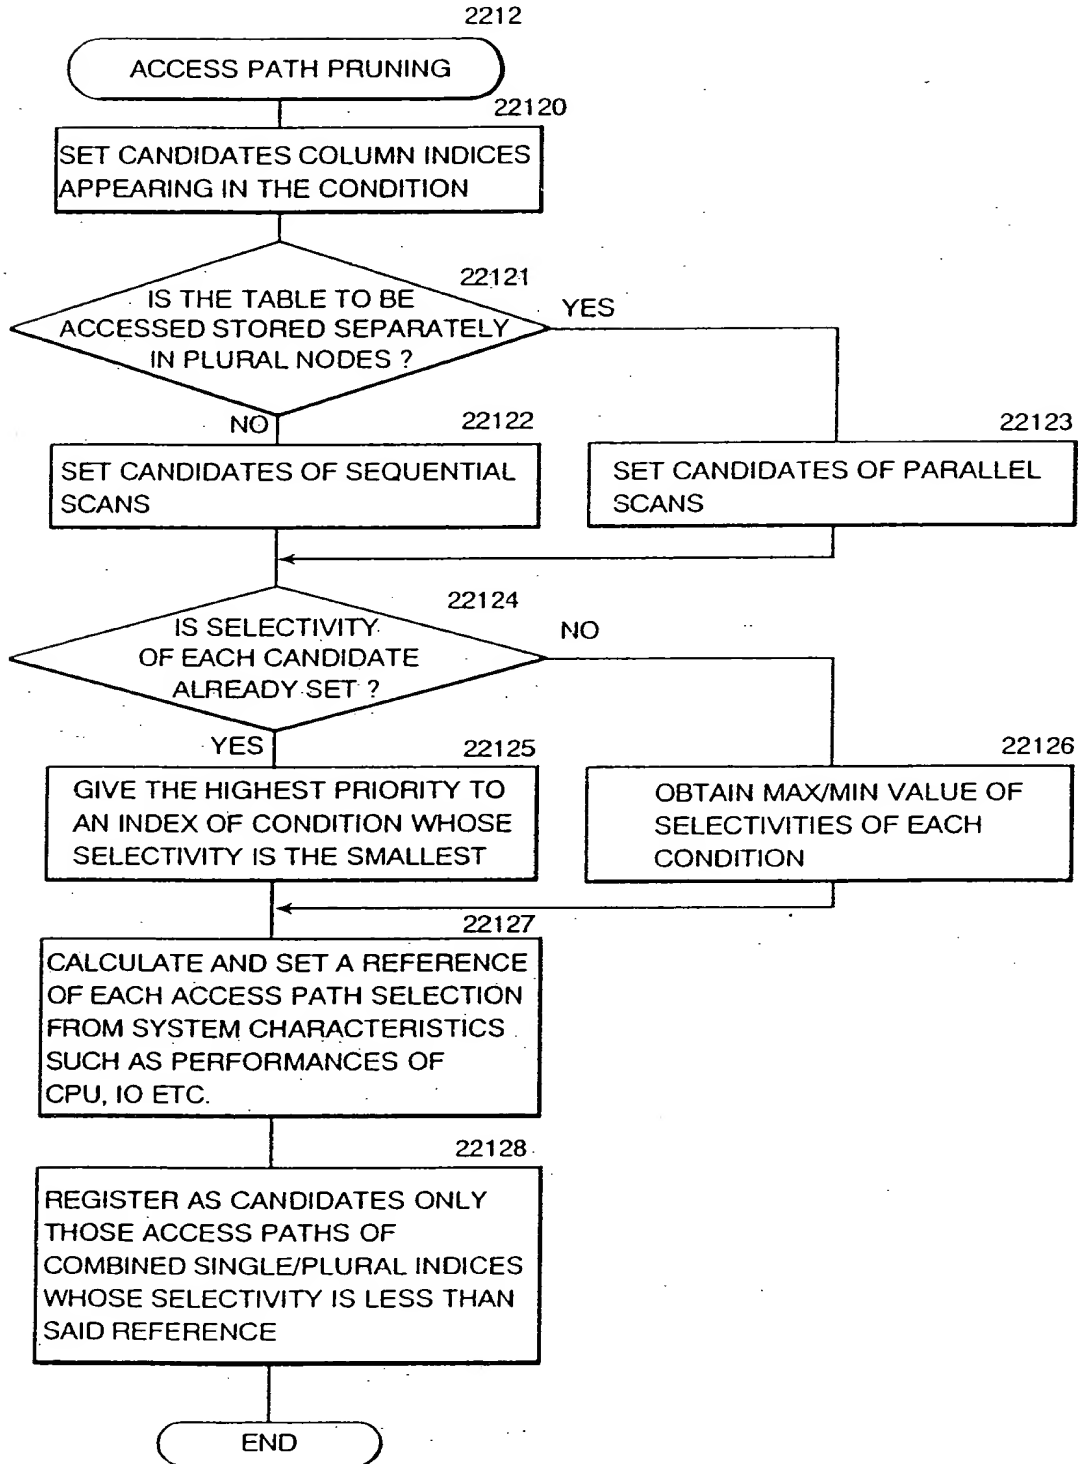 2212
ACCESS PATH PRUNING
22120
SET CANDIDATES COLUMN INDICES
APPEARING IN THE CONDITION
22121
IS THE TABLE TO BE
ACCESSED STORED SEPARATELY
IN PLURAL NODES ?
YES
NO
22122
SET CANDIDATES OF SEQUENTIAL
SCANS
22123
SET CANDIDATES OF PARALLEL
SCANS
22124
IS SELECTIVITY
OF EACH CANDIDATE
ALREADY SET ?
NO
YES
22125
GIVE THE HIGHEST PRIORITY TO
AN INDEX OF CONDITION WHOSE
SELECTIVITY IS THE SMALLEST
22126
OBTAIN MAX/MIN VALUE OF
SELECTIVITIES OF EACH
CONDITION
22127
CALCULATE AND SET A REFERENCE
OF EACH ACCESS PATH SELECTION
FROM SYSTEM CHARACTERISTICS
SUCH AS PERFORMANCES OF
CPU, IO ETC.
22128
REGISTER AS CANDIDATES ONLY
THOSE ACCESS PATHS OF
COMBINED SINGLE/PLURAL INDICES
WHOSE SELECTIVITY IS LESS THAN
SAID REFERENCE
END